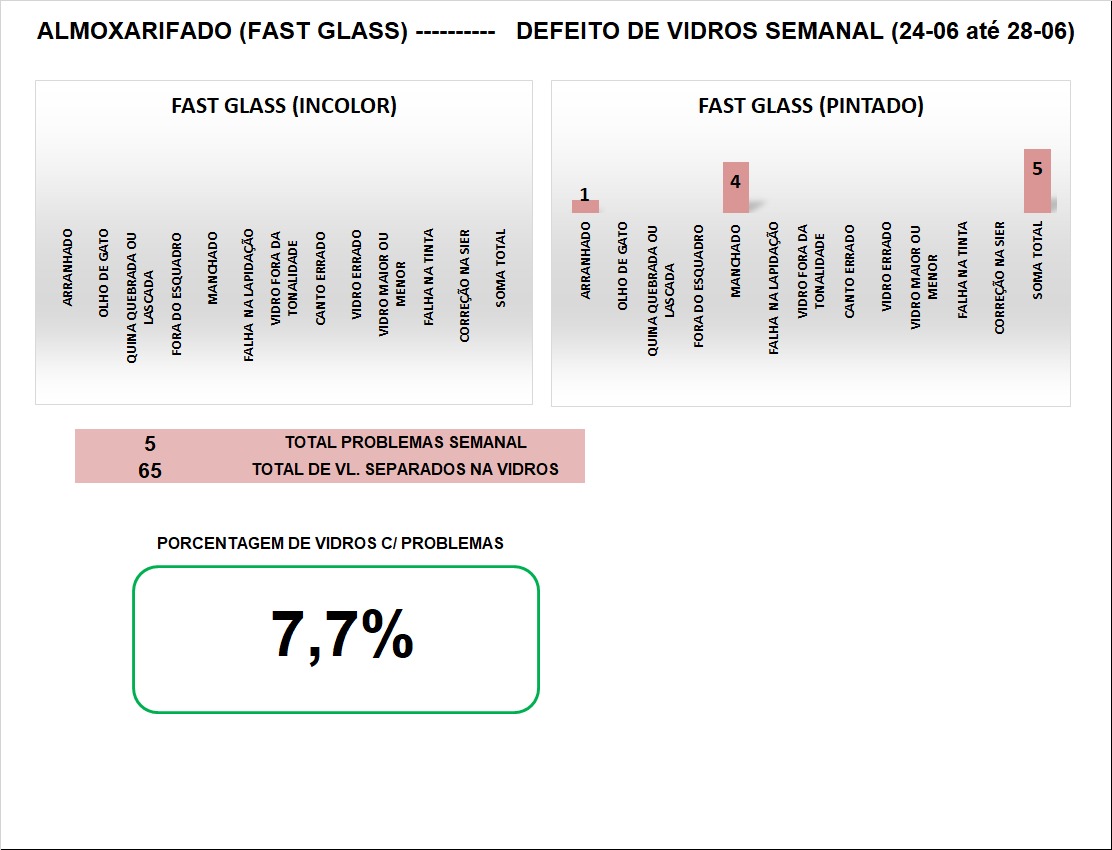 ALMOXARIFADO (FAST GLASS) ---------- DEFEITO DE VIDROS SEMANAL (24-06 até 28-06)
FAST GLASS (INCOLOR)
ARRANHADO
OLHO DE GATO
QUINA QUEBRADA OU
LASCADA
FORA DO ESQUADRO
MANCHADO
FALHA NA LAPIDAÇÃO
VIDRO FORA DA
TONALIDADE
CANTO ERRADO
VIDRO ERRADO
VIDRO MAIOR OU
MENOR
FALHA NA TINTA
CORREÇÃO NA SIER
SOMA TOTAL
FAST GLASS (PINTADO)
1
4
5
ARRANHADO
OLHO DE GATO
QUINA QUEBRADA OU
LASCADA
FORA DO ESQUADRO
MANCHADO
FALHA NA LAPIDAÇÃO
VIDRO FORA DA
TONALIDADE
CANTO ERRADO
VIDRO ERRADO
VIDRO MAIOR OU
MENOR
FALHA NA TINTA
CORREÇÃO NA SIER
SOMA TOTAL
5 TOTAL PROBLEMAS SEMANAL
65 TOTAL DE VL. SEPARADOS NA VIDROS
PORCENTAGEM DE VIDROS C/ PROBLEMAS
7,7%